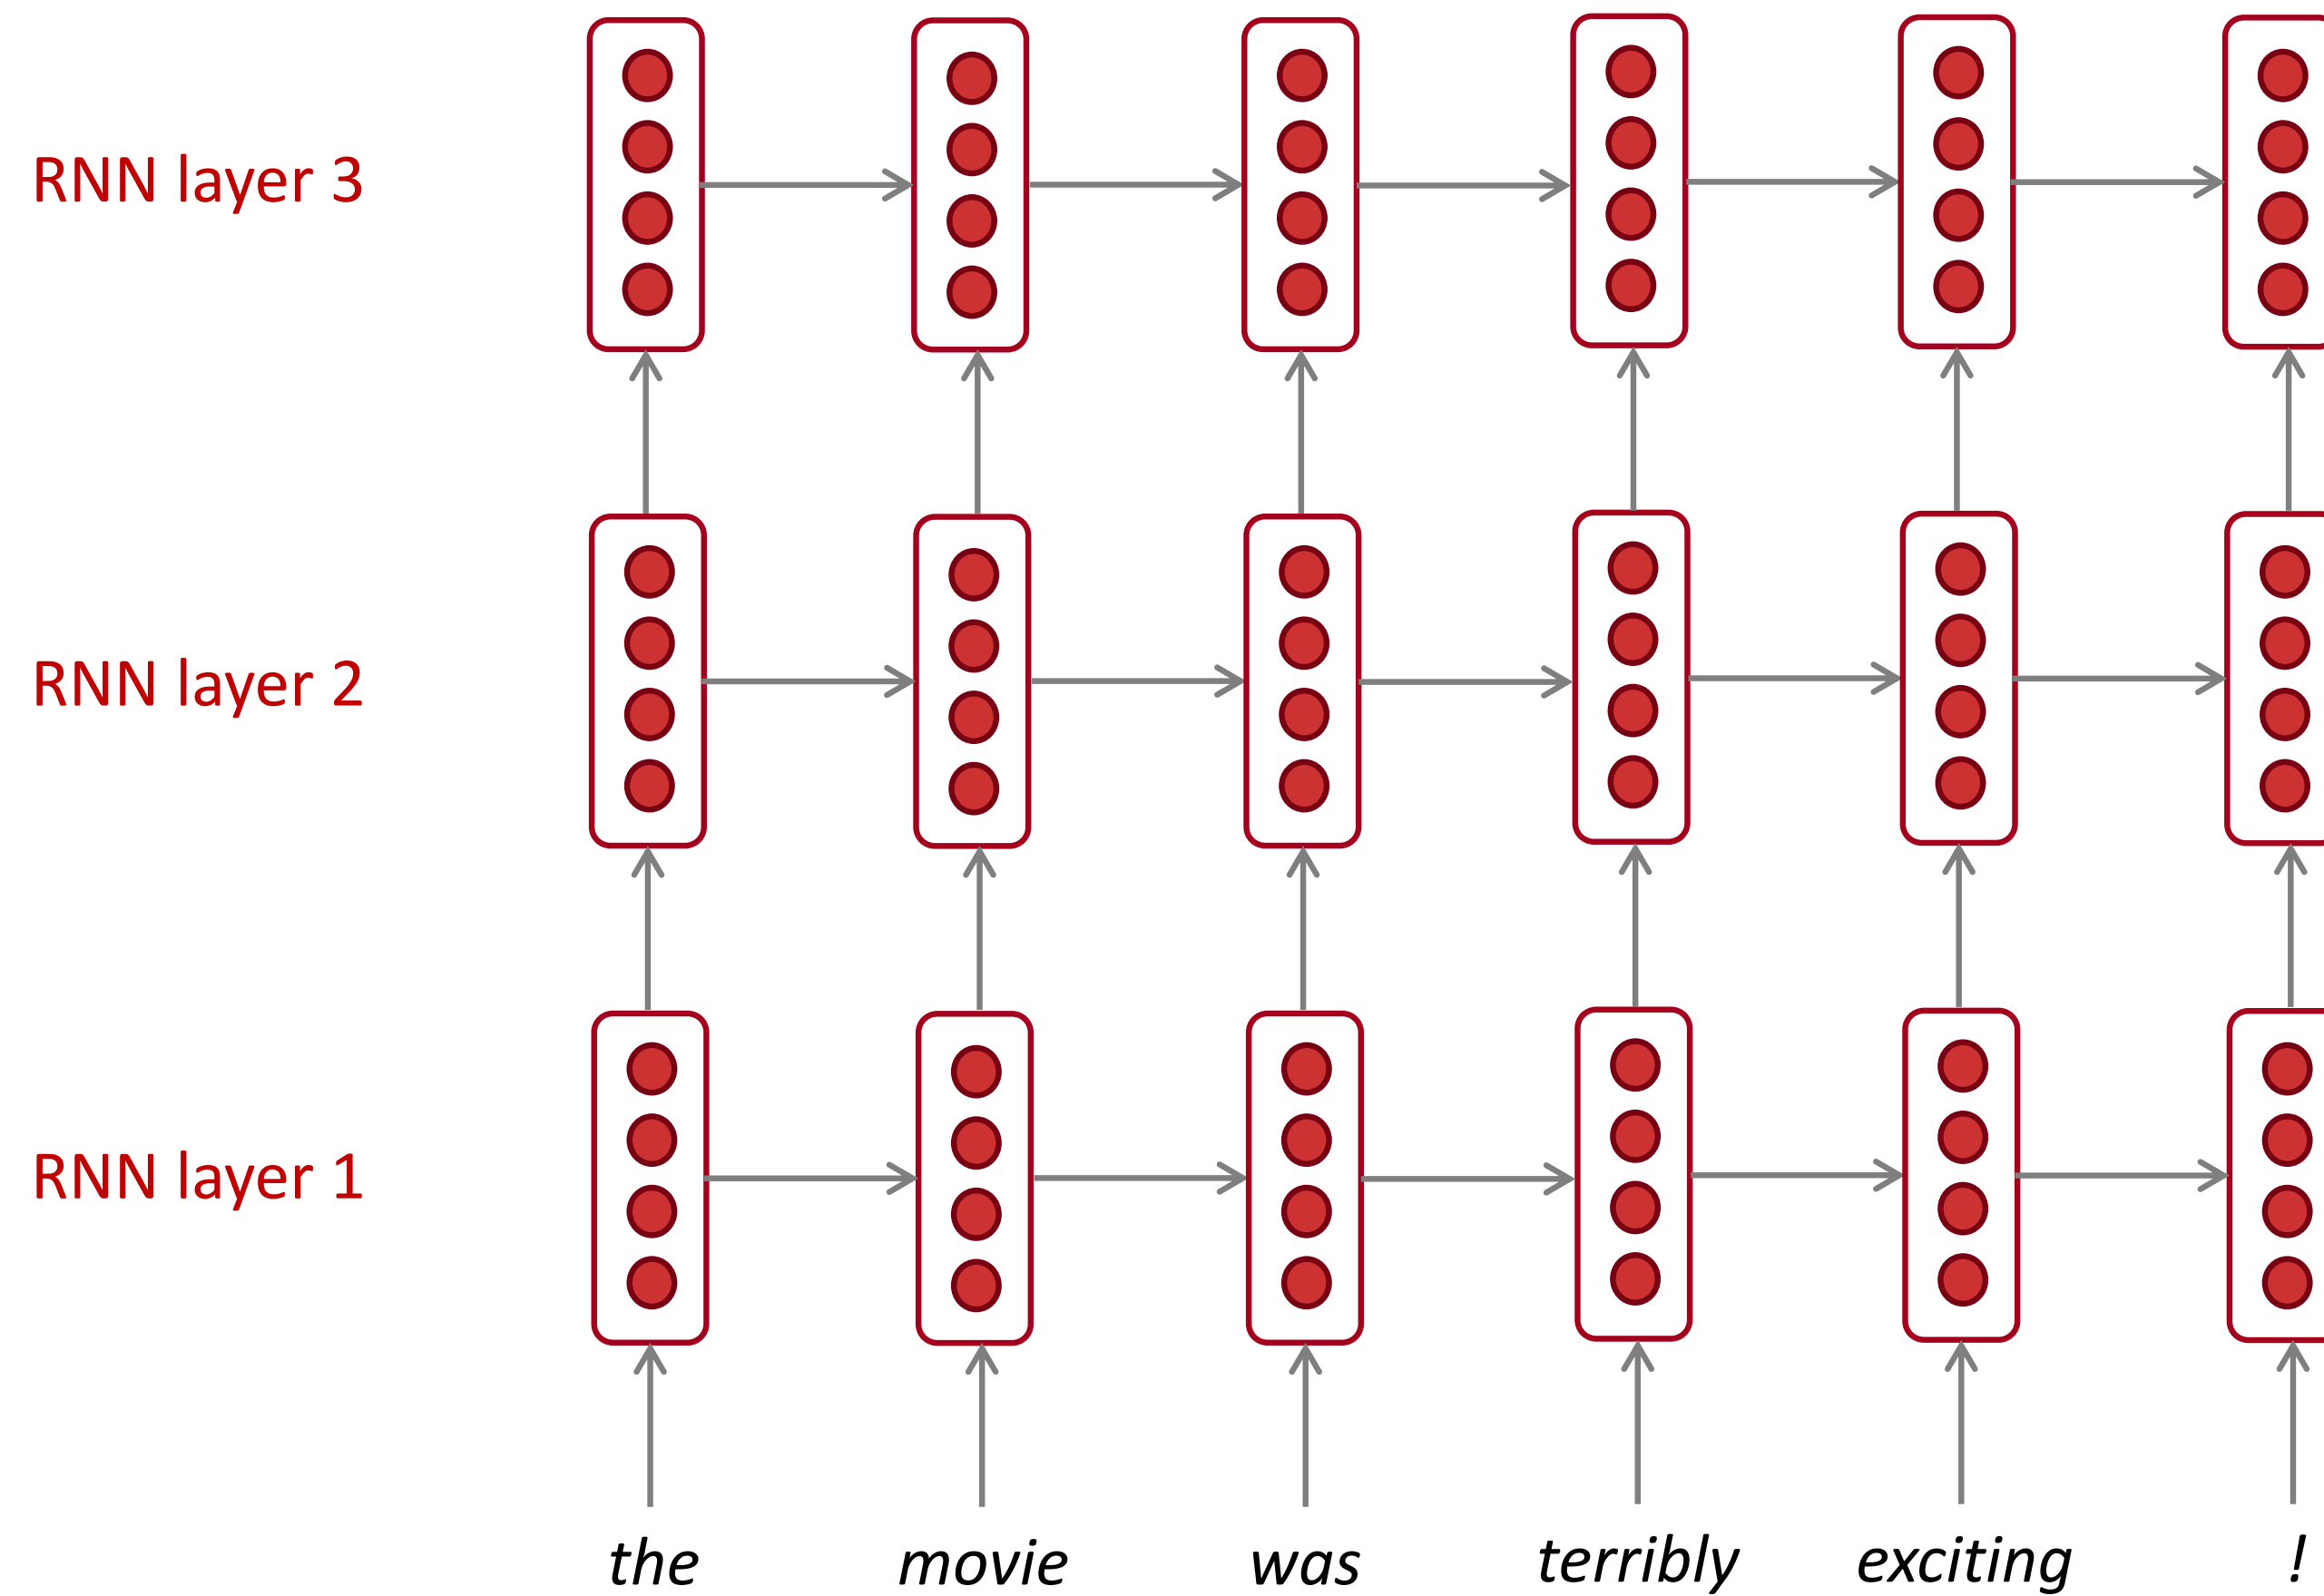 RNN layer 3
RNN layer 2
RNN layer 1
the movie was terribly exciting !